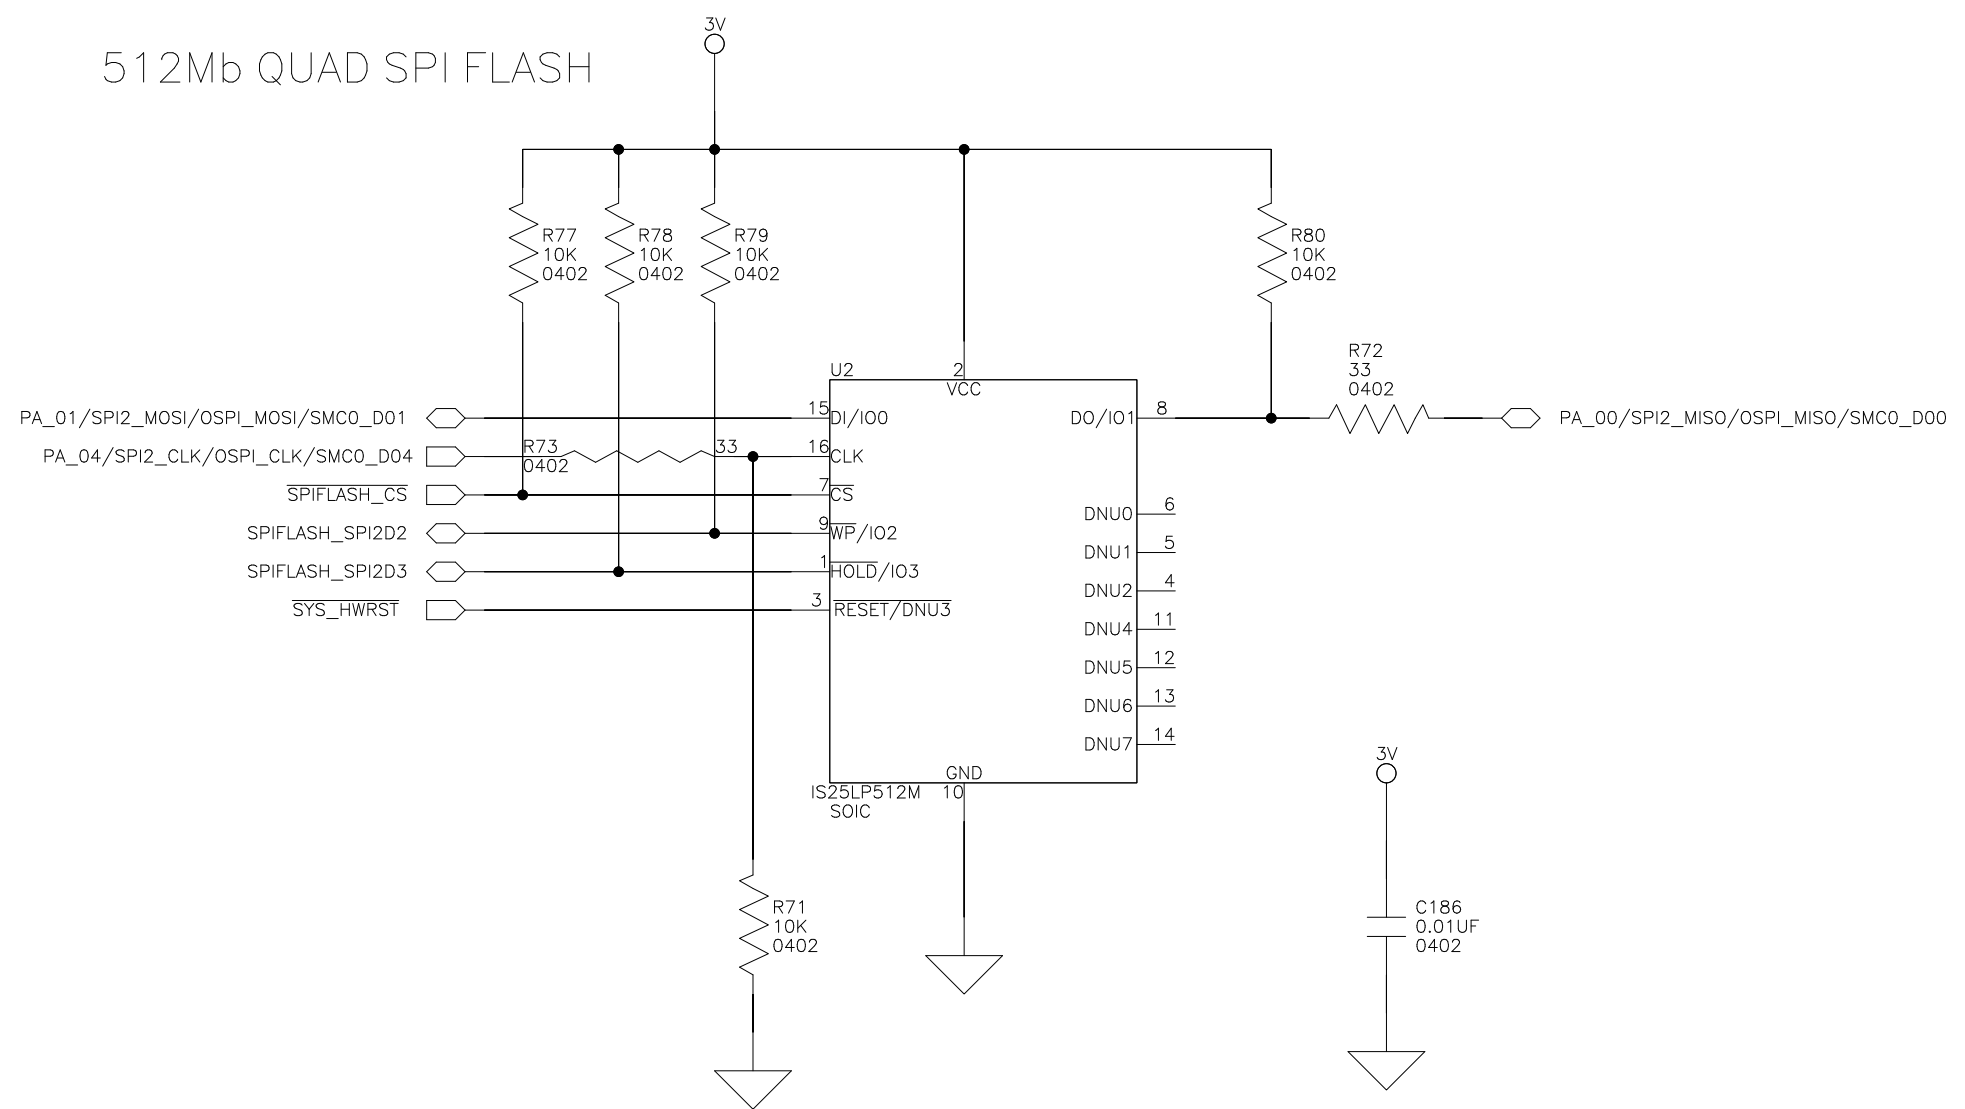 3V
512Mb QUAD SPI FLASH
R77
10K
0402
R78
10K
0402
R79
10K
0402
R80
10K
0402
R72
33
0402
U2
2
VCC
PA_01/SPI2_MOSI/OSPI_MOSI/SMC0_D01
15
DI/IO0
DO/IO1
8
PA_00/SPI2_MISO/OSPI_MISO/SMC0_D00
PA_04/SPI2_CLK/OSPI_CLK/SMC0_D04
R73
0402
33
16
CLK
SPIFLASH_CS
7
CS
SPIFLASH_SPI2D2
9
WP/IO2
SPIFLASH_SPI2D3
1
HOLD/IO3
SYS_HWRST
3
RESET/DNU3
DNU0
6
DNU1
5
DNU2
4
DNU4
11
DNU5
12
DNU6
13
DNU7
14
GND
10
IS25LP512M
SOIC
3V
R71
10K
0402
C186
0.01UF
0402